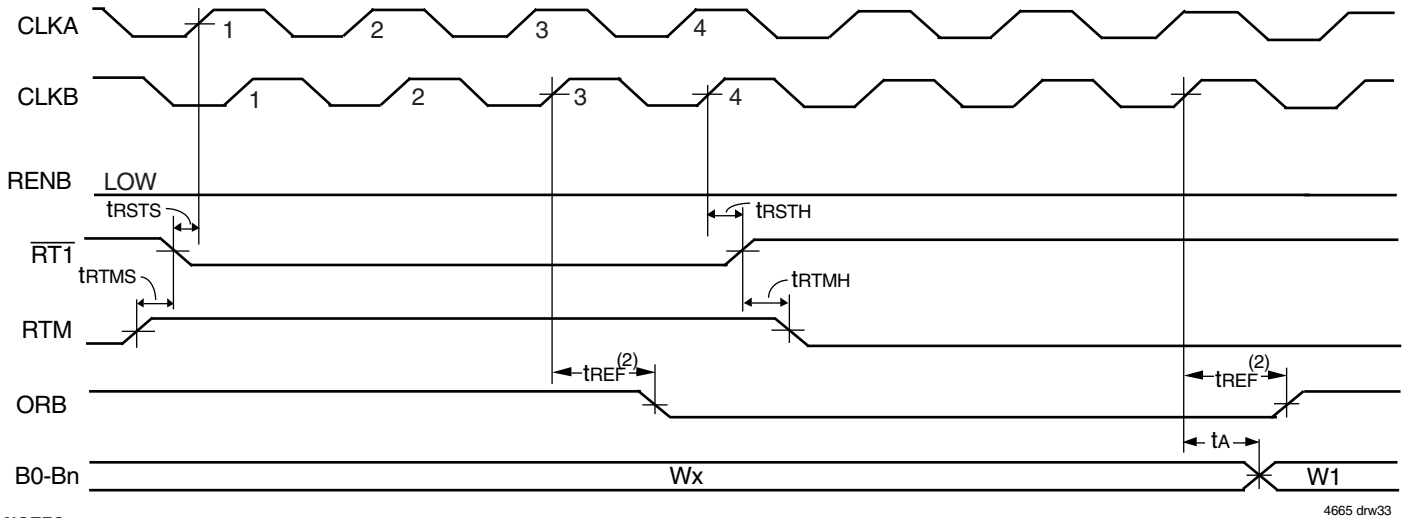 CLKA 1 2 3 4
CLKB 1 2 3 4
RENB LOW
tRSTS tRSTH
RT1
tRTMS tRTMH
RTM
tREF(2) tREF(2)
ORB
tA
B0-Bn Wx W1
4665 drw33